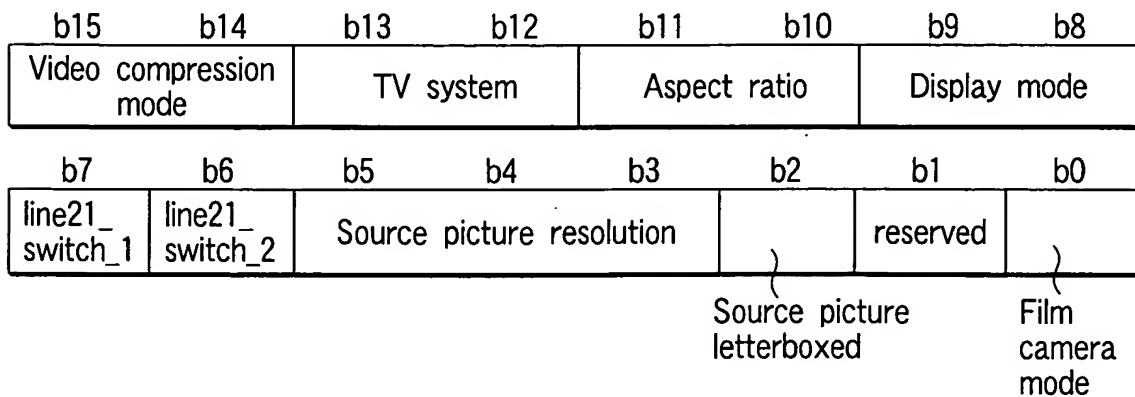 b15 b14 b13 b12 b11 b10 b9 b8
Video compression mode TV system Aspect ratio Display mode
b7 b6 b5 b4 b3 b2 b1 b0
line21_ switch_1 line21_ switch_2 Source picture resolution reserved
Source picture letterboxed Film camera mode